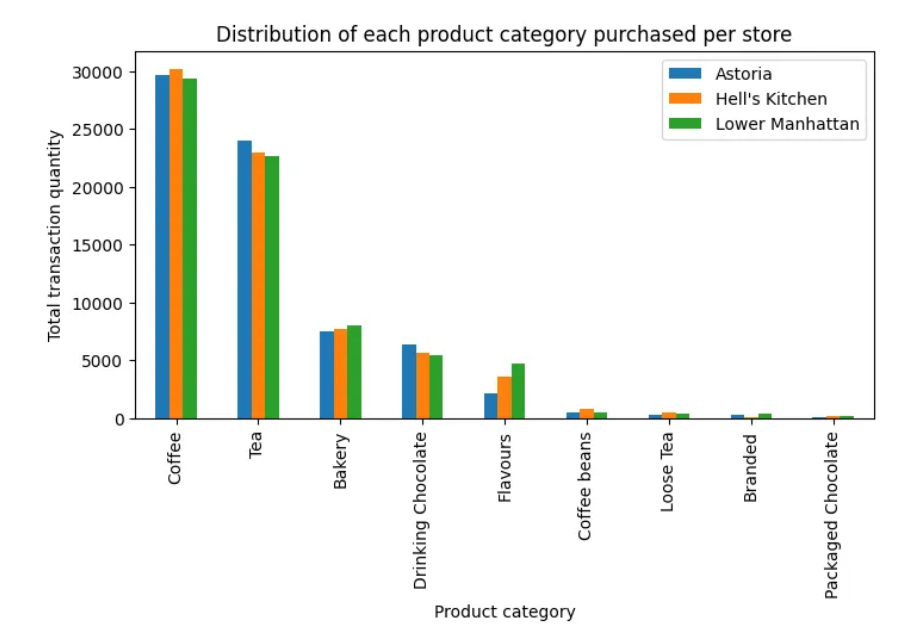 Distribution of each product category purchased per store
Astoria
Hell's Kitchen
Lower Manhattan
Total transaction quantity
30000
25000
20000
15000
10000
5000
0
Coffee
Tea
Bakery
Drinking Chocolate
Flavours
Coffee beans
Loose Tea
Branded
Packaged Chocolate
Product category